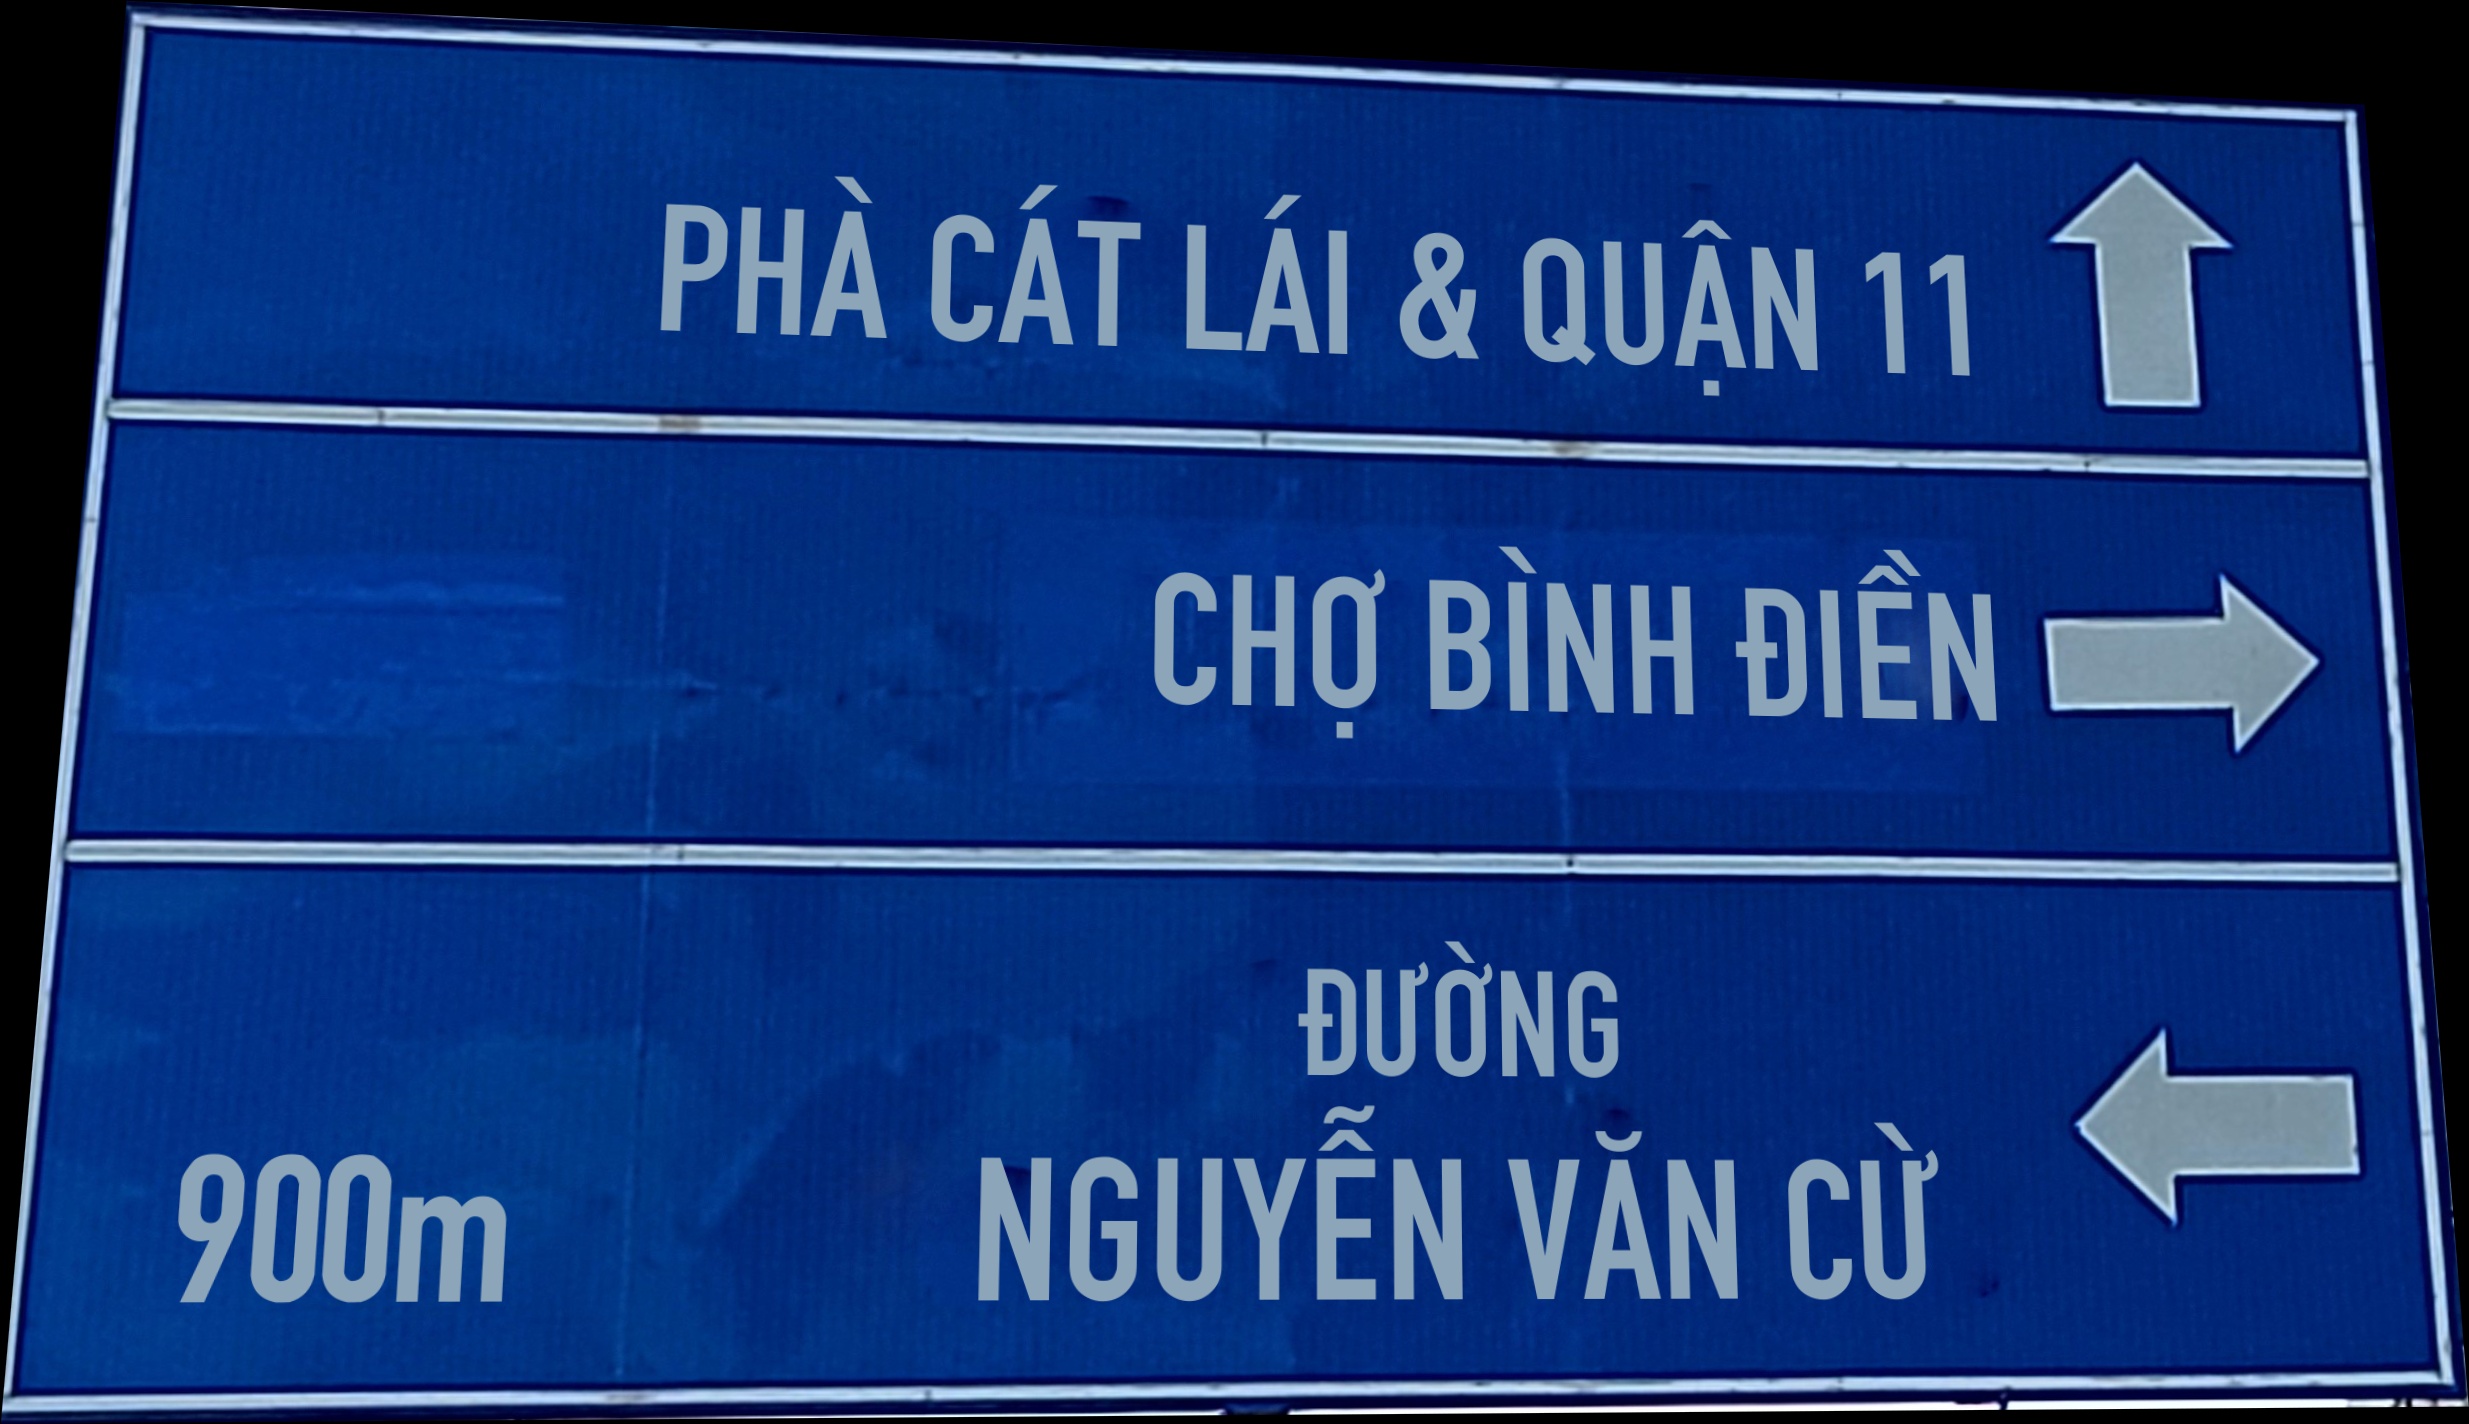 PHÀ CÁT LÁI & QUẬN 11
CHỢ BÌNH ĐIỀN
ĐƯỜNG
NGUYỄN VĂN CỪ
900m